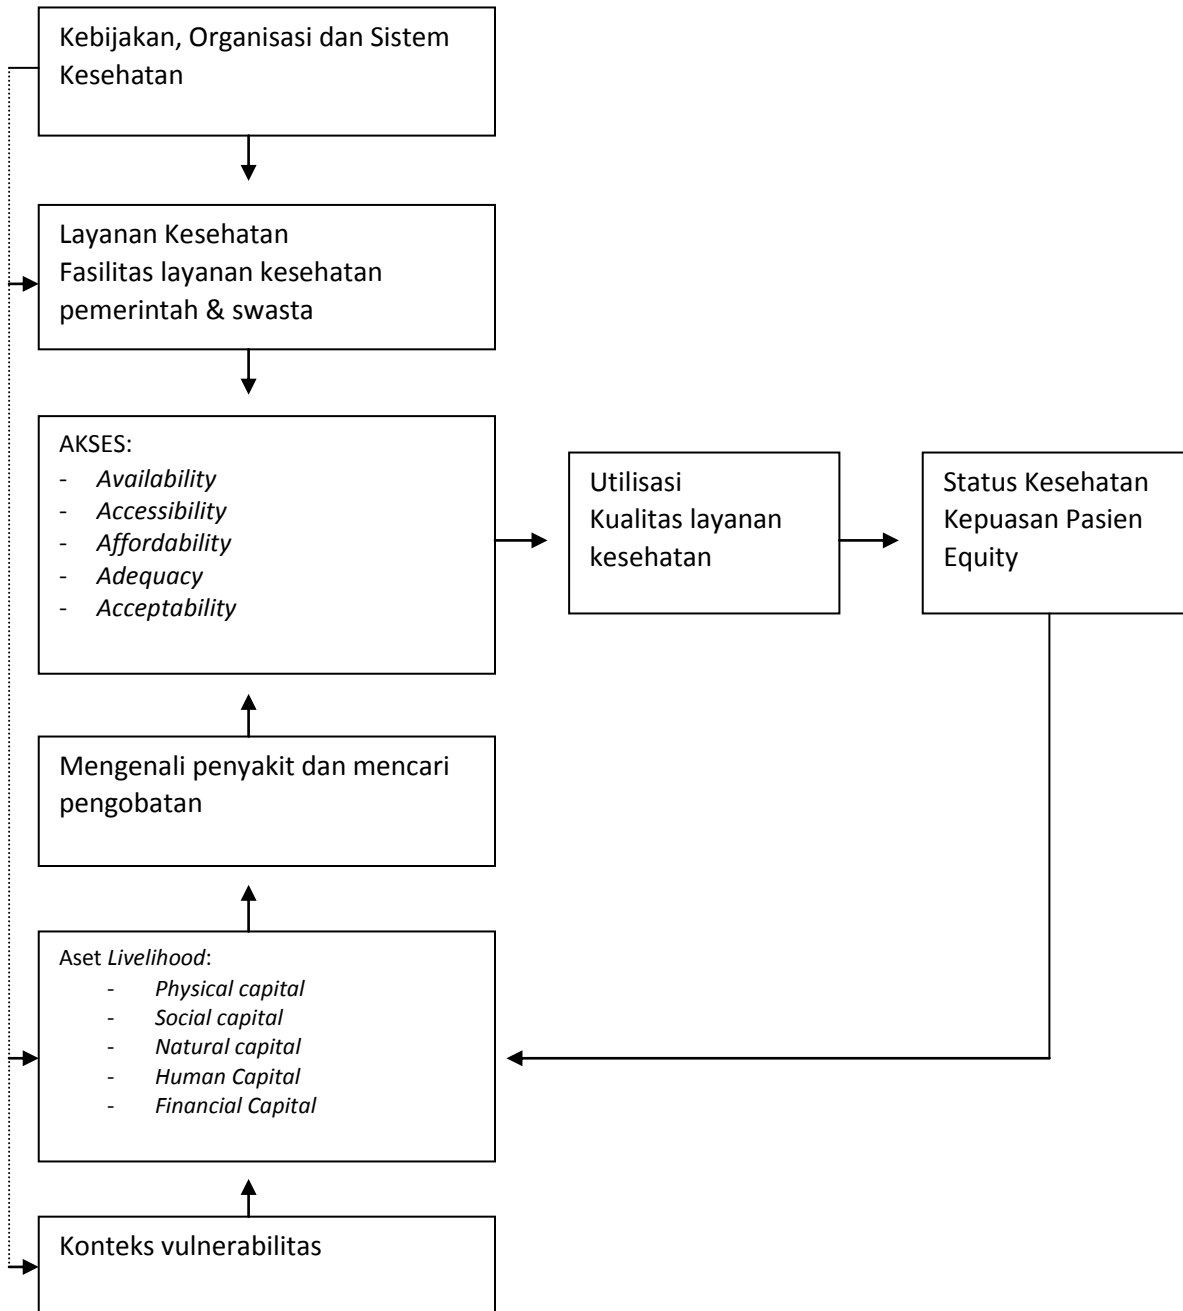 Kebijakan, Organisasi dan Sistem
Kesehatan
Layanan Kesehatan
Fasilitas layanan kesehatan
pemerintah & swasta
AKSES:
- Availability
- Accessibility
- Affordability
- Adequacy
- Acceptability
Utilisasi
Kualitas layanan
kesehatan
Status Kesehatan
Kepuasan Pasien
Equity
Mengenali penyakit dan mencari
pengobatan
Aset Livelihood:
- Physical capital
- Social capital
- Natural capital
- Human Capital
- Financial Capital
Konteks vulnerabilitas